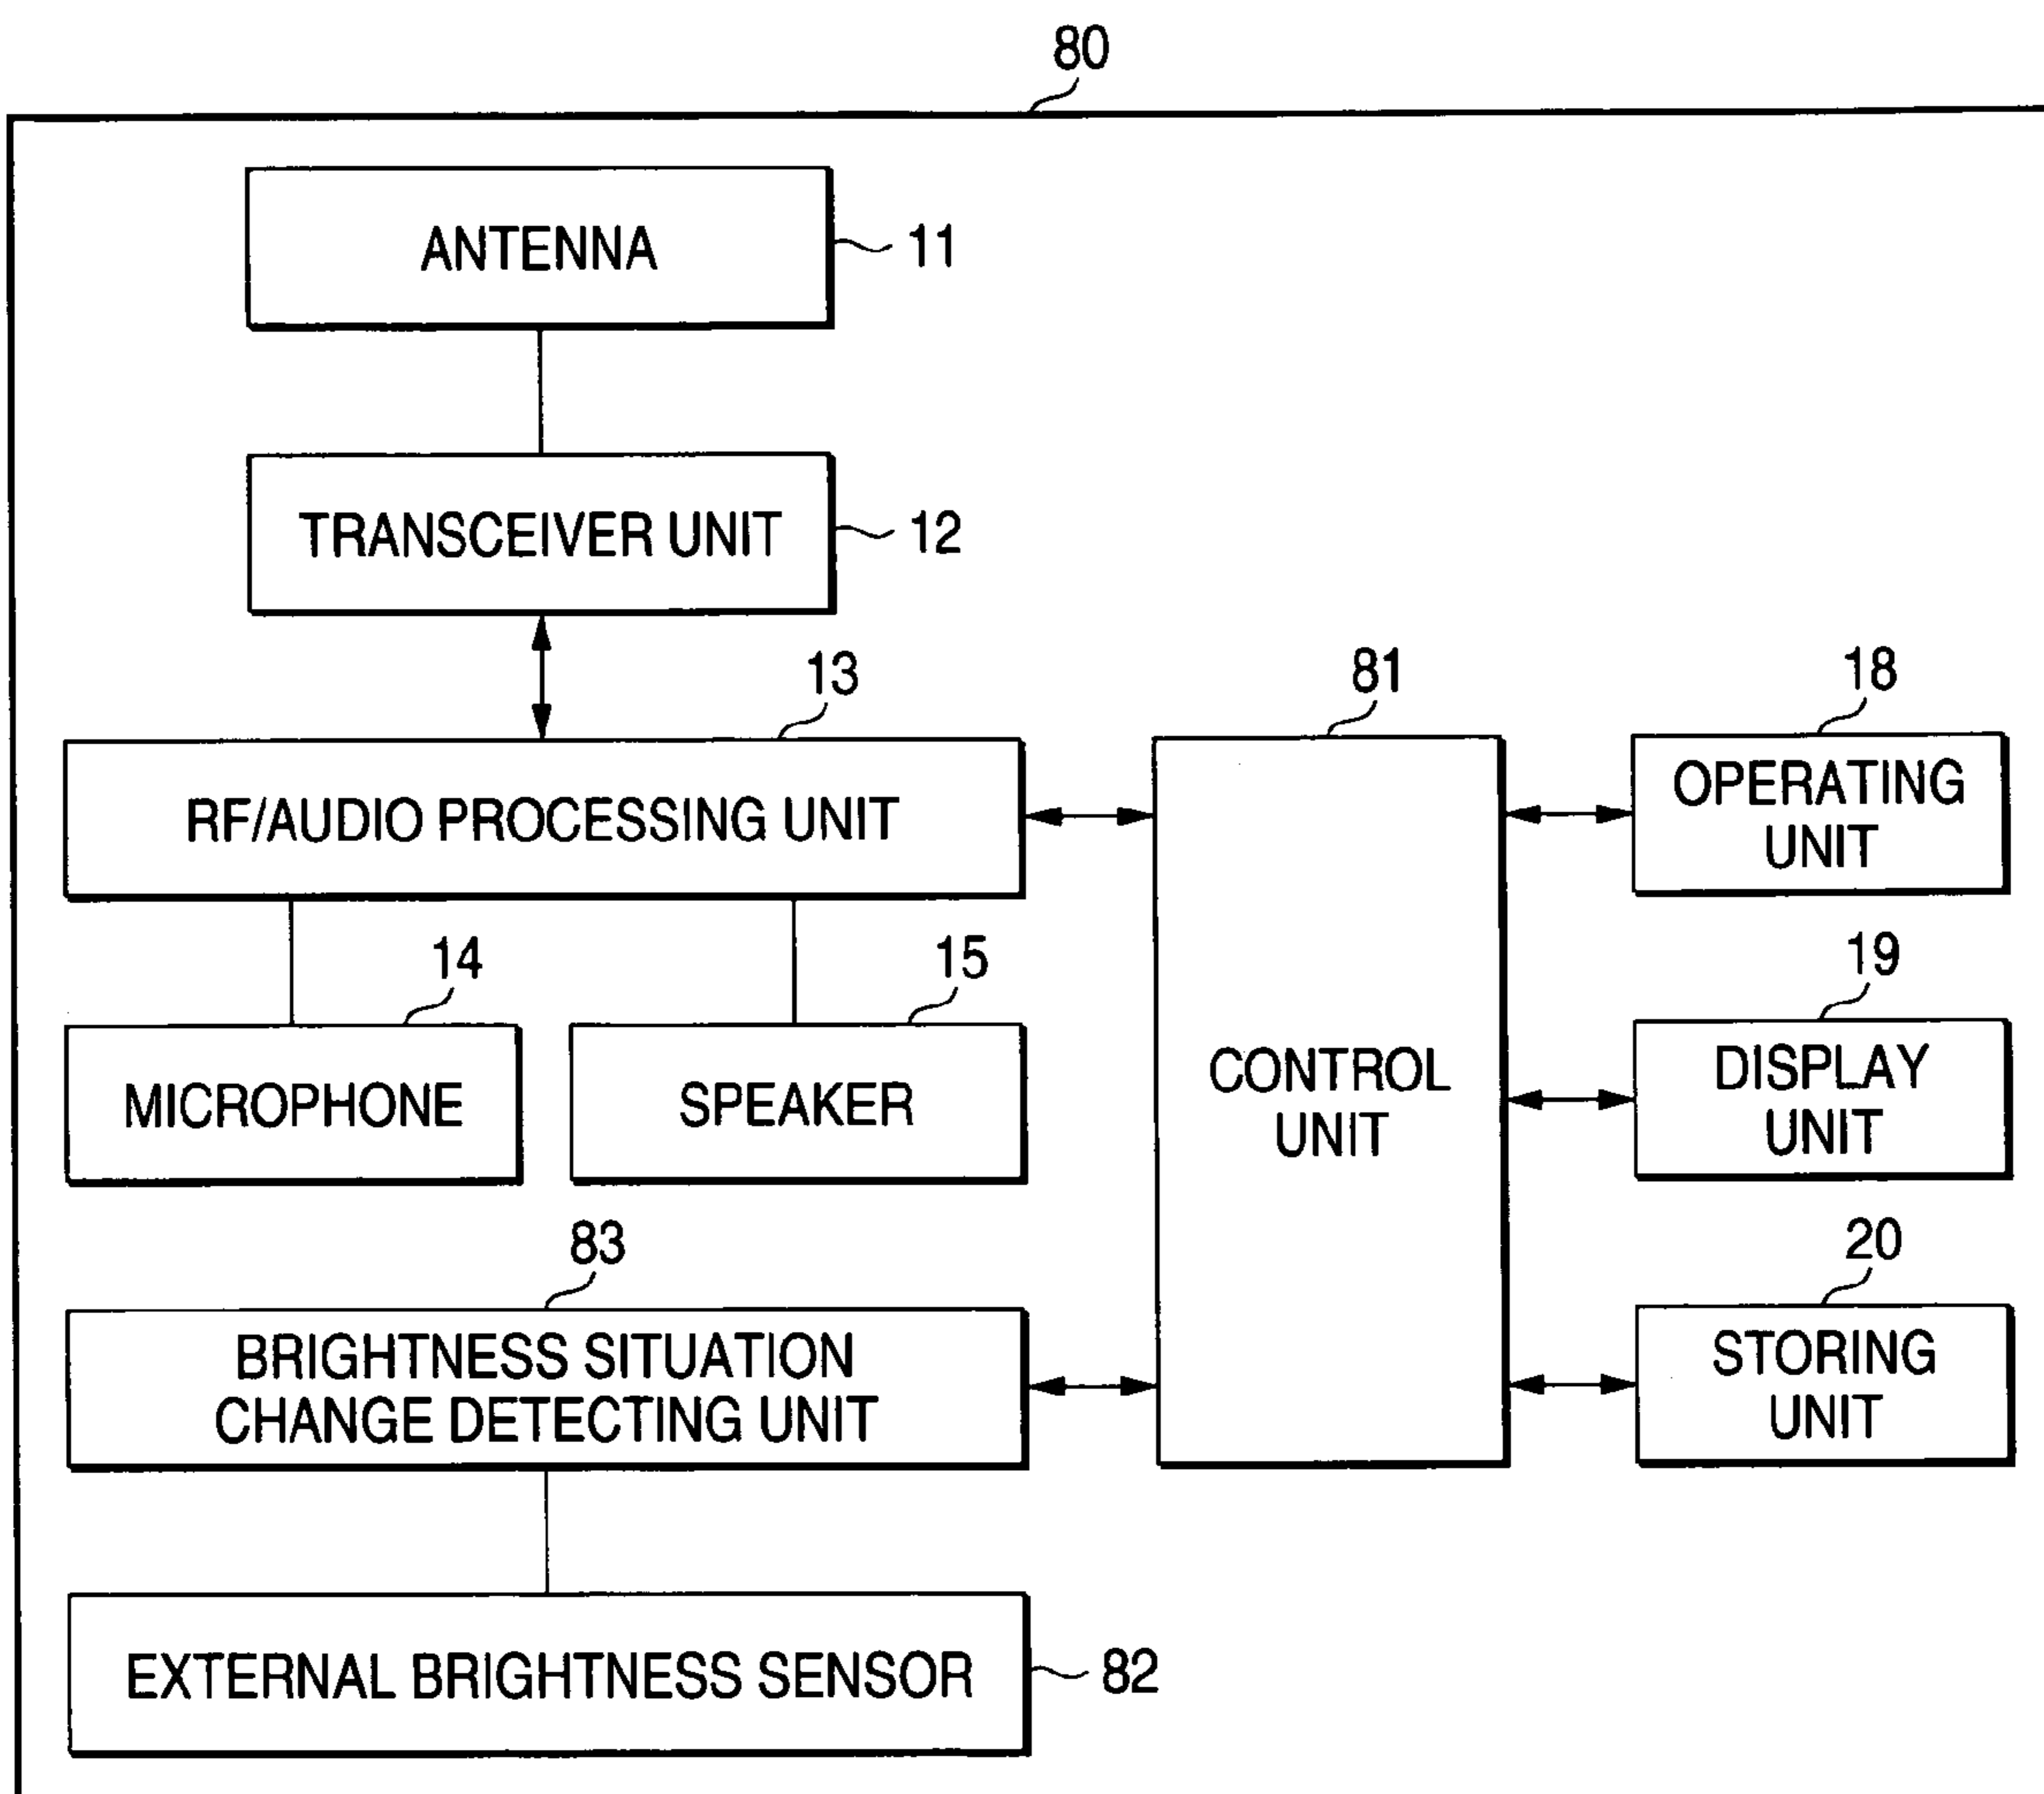 80
ANTENNA
11
TRANSCEIVER UNIT
12
13
81
18
RF/AUDIO PROCESSING UNIT
OPERATING
UNIT
14
15
19
MICROPHONE
SPEAKER
CONTROL
UNIT
DISPLAY
UNIT
83
20
BRIGHTNESS SITUATION
CHANGE DETECTING UNIT
STORING
UNIT
EXTERNAL BRIGHTNESS SENSOR
82